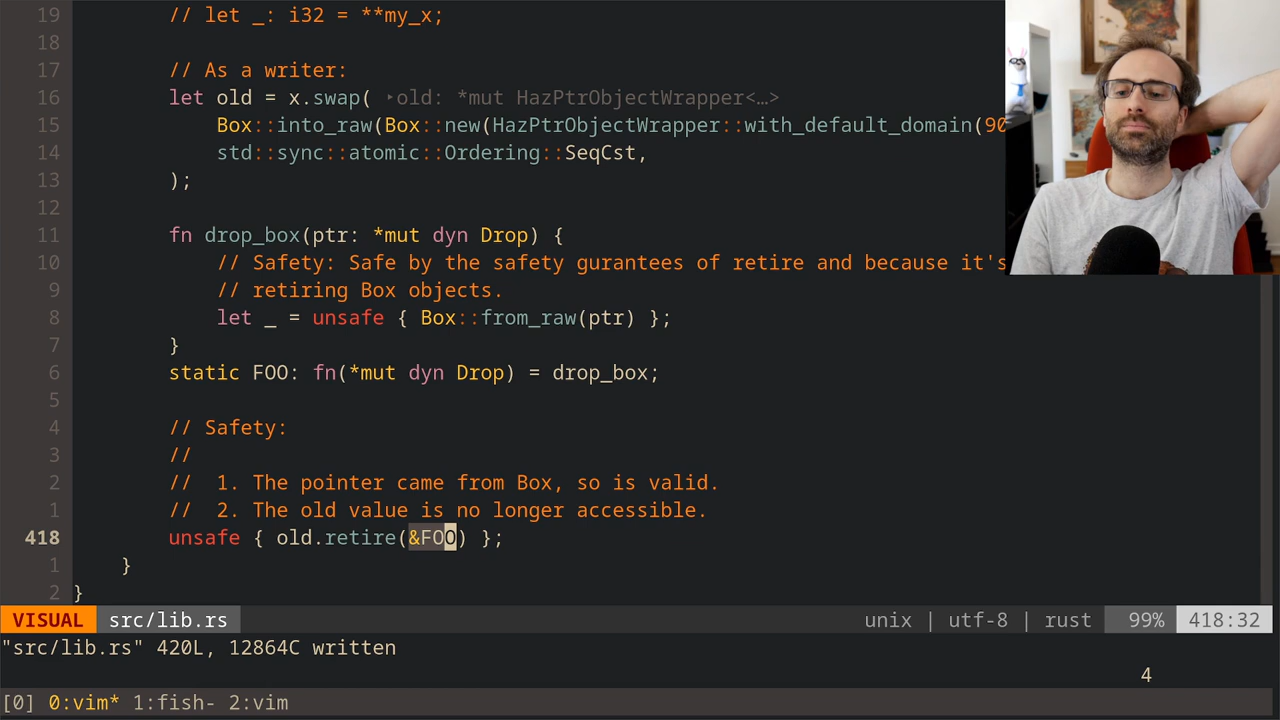 19 // let _: i32 = **my_x;
18
17 // As a writer:
16 let old = x.swap( ▸old: *mut HazPtrObjectWrapper<…>
15 Box::into_raw(Box::new(HazPtrObjectWrapper::with_default_domain(90
14 std::sync::atomic::Ordering::SeqCst,
13 );
12
11 fn drop_box(ptr: *mut dyn Drop) {
10 // Safety: Safe by the safety gurantees of retire and because it's
9 // retiring Box objects.
8 let _ = unsafe { Box::from_raw(ptr) };
7 }
6 static FOO: fn(*mut dyn Drop) = drop_box;
5
4 // Safety:
3 //
2 //  1. The pointer came from Box, so is valid.
1 //  2. The old value is no longer accessible.
418 unsafe { old.retire(&FOO) };
1 }
2 }
VISUAL src/lib.rs unix | utf-8 | rust 99% 418:32
"src/lib.rs" 420L, 12864C written
4
[0] 0:vim* 1:fish- 2:vim